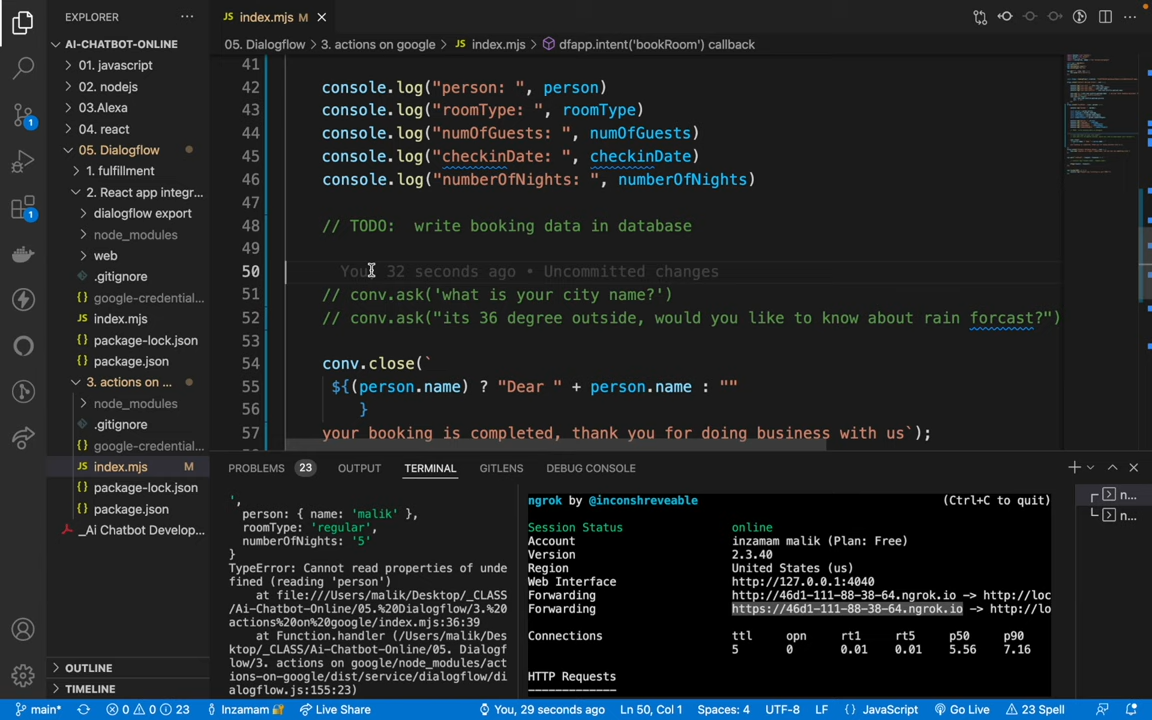 EXPLORER
index.mjs M
AI-CHATBOT-ONLINE
05. Dialogflow > 3. actions on google > index.mjs > dfapp.intent('bookRoom') callback
01. javascript
02. nodejs
03.Alexa
04. react
05. Dialogflow
1. fulfillment
2. React app integr...
dialogflow export
node_modules
web
.gitignore
google-credential...
index.mjs
package-lock.json
package.json
3. actions on ...
node_modules
.gitignore
google-credential...
index.mjs M
package-lock.json
package.json
_Ai Chatbot Develop...
OUTLINE
TIMELINE
1
1
41
42 console.log("person: ", person)
43 console.log("roomType: ", roomType)
44 console.log("numOfGuests: ", numOfGuests)
45 console.log("checkinDate: ", checkinDate)
46 console.log("numberOfNights: ", numberOfNights)
47
48 // TODO:  write booking data in database
49
50 You, 32 seconds ago • Uncommitted changes
51 // conv.ask('what is your city name?')
52 // conv.ask("its 36 degree outside, would you like to know about rain forcast?")
53
54 conv.close(`
55 ${(person.name) ? "Dear " + person.name : ""
56 }
57 your booking is completed, thank you for doing business with us`);
PROBLEMS 23 OUTPUT TERMINAL GITLENS DEBUG CONSOLE
',
person: { name: 'malik' },
roomType: 'regular',
numberOfNights: '5'
}
TypeError: Cannot read properties of unde
fined (reading 'person')
at file:///Users/malik/Desktop/_CLASS
/Ai-Chatbot-Online/05.%20Dialogflow/3.%20
actions%20on%20google/index.mjs:36:39
at Function.handler (/Users/malik/Des
ktop/_CLASS/Ai-Chatbot-Online/05. Dialogf
low/3. actions on google/node_modules/act
ions-on-google/dist/service/dialogflow/di
alogflow.js:155:23)
ngrok by @inconshreveable (Ctrl+C to quit)
Session Status online
Account inzamam malik (Plan: Free)
Version 2.3.40
Region United States (us)
Web Interface http://127.0.0.1:4040
Forwarding http://46d1-111-88-38-64.ngrok.io -> http://loc
Forwarding https://46d1-111-88-38-64.ngrok.io -> http://lo
Connections ttl opn rt1 rt5 p50 p90
5 0 0.01 0.01 5.56 7.16
HTTP Requests
-------------
n...
n...
main* 0 0 23 Inzamam Live Share You, 29 seconds ago Ln 50, Col 1 Spaces: 4 UTF-8 LF {} JavaScript Go Live 23 Spell